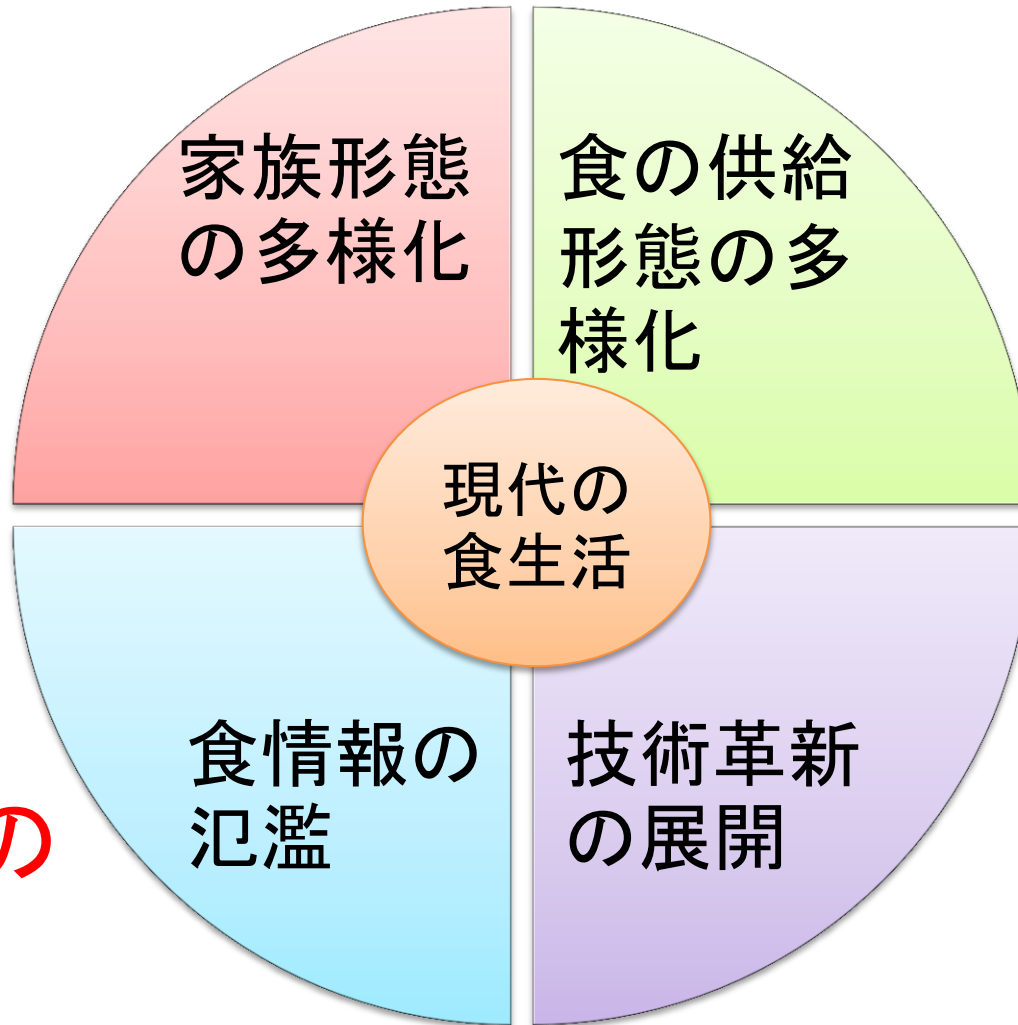 家族形態
の多様化
食の供給
形態の多
様化
現代の
食生活
食情報の
氾濫
技術革新
の展開
の